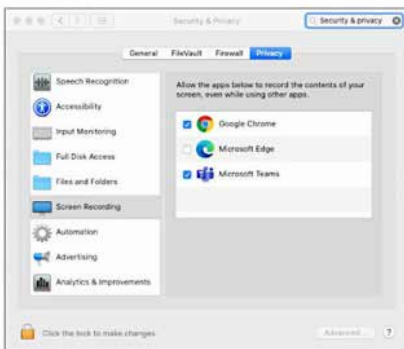 Security & Privacy
Security & privacy
General
FileVault
Firewall
Privacy
Speech Recognition
Accessibility
Input Monitoring
Full Disk Access
Files and Folders
Screen Recording
Automation
Advertising
Analytics & Improvements
Allow the apps below to record the contents of your
screen, even while using other apps.
Google Chrome
Microsoft Edge
Microsoft Teams
Click the lock to make changes.
Advanced...
?